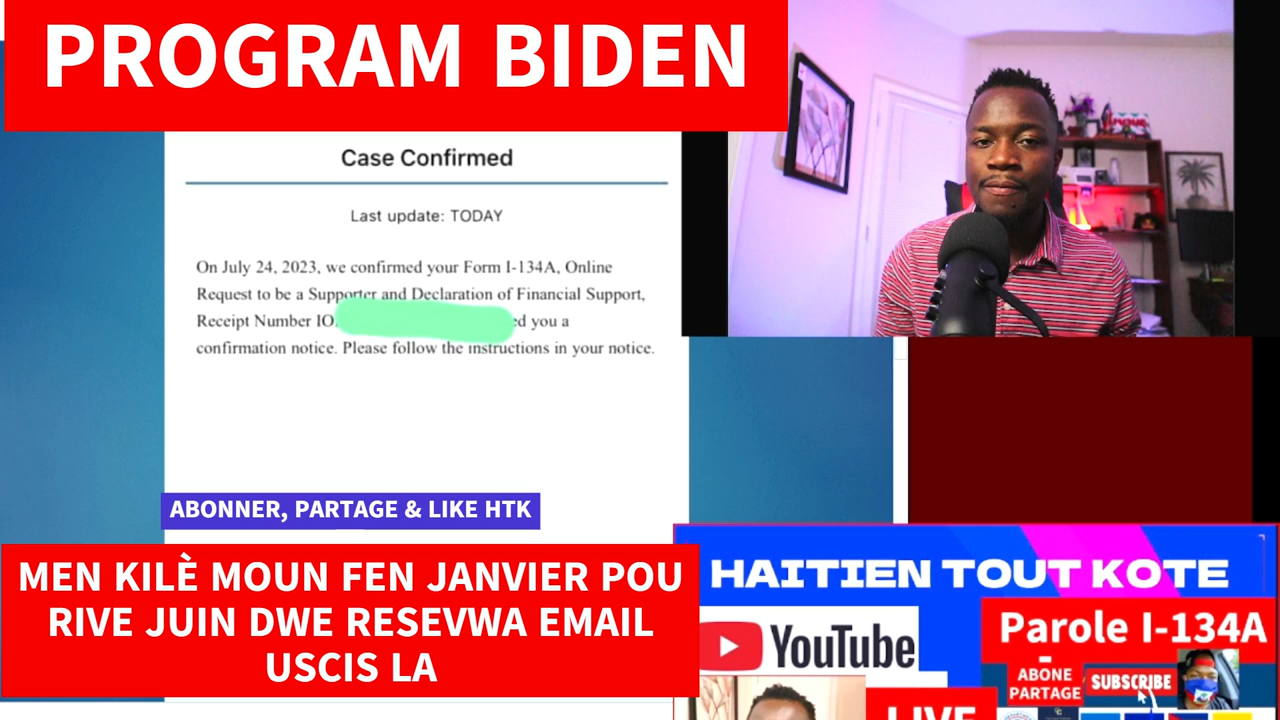 PROGRAM BIDEN
Case Confirmed
Last update: TODAY
On July 24, 2023, we confirmed your Form I-134A, Online
Request to be a Supporter and Declaration of Financial Support,
Receipt Number IO ed you a
confirmation notice. Please follow the instructions in your notice.
ABONNER, PARTAGE & LIKE HTK
MEN KILÈ MOUN FEN JANVIER POU
RIVE JUIN DWE RESEVWA EMAIL
USCIS LA
HAITIEN TOUT KOTE
YouTube
Parole I-134A
ABONE
PARTAGE
SUBSCRIBE
LIVE